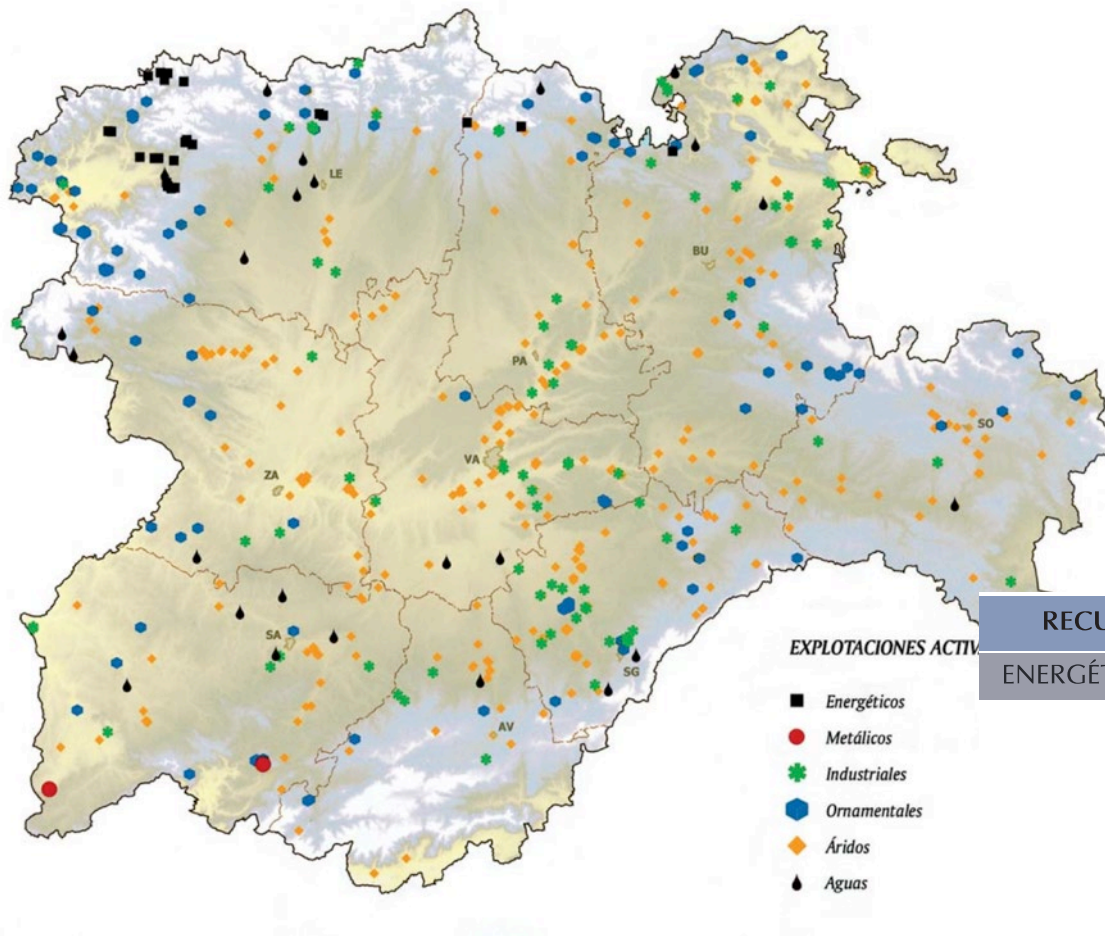 LE
BU
PA
SO
VA
ZA
SA
SG
AV
EXPLOTACIONES ACTIV
Energéticos
Metálicos
Industriales
Ornamentales
Áridos
Aguas
RECU
ENERGÉT